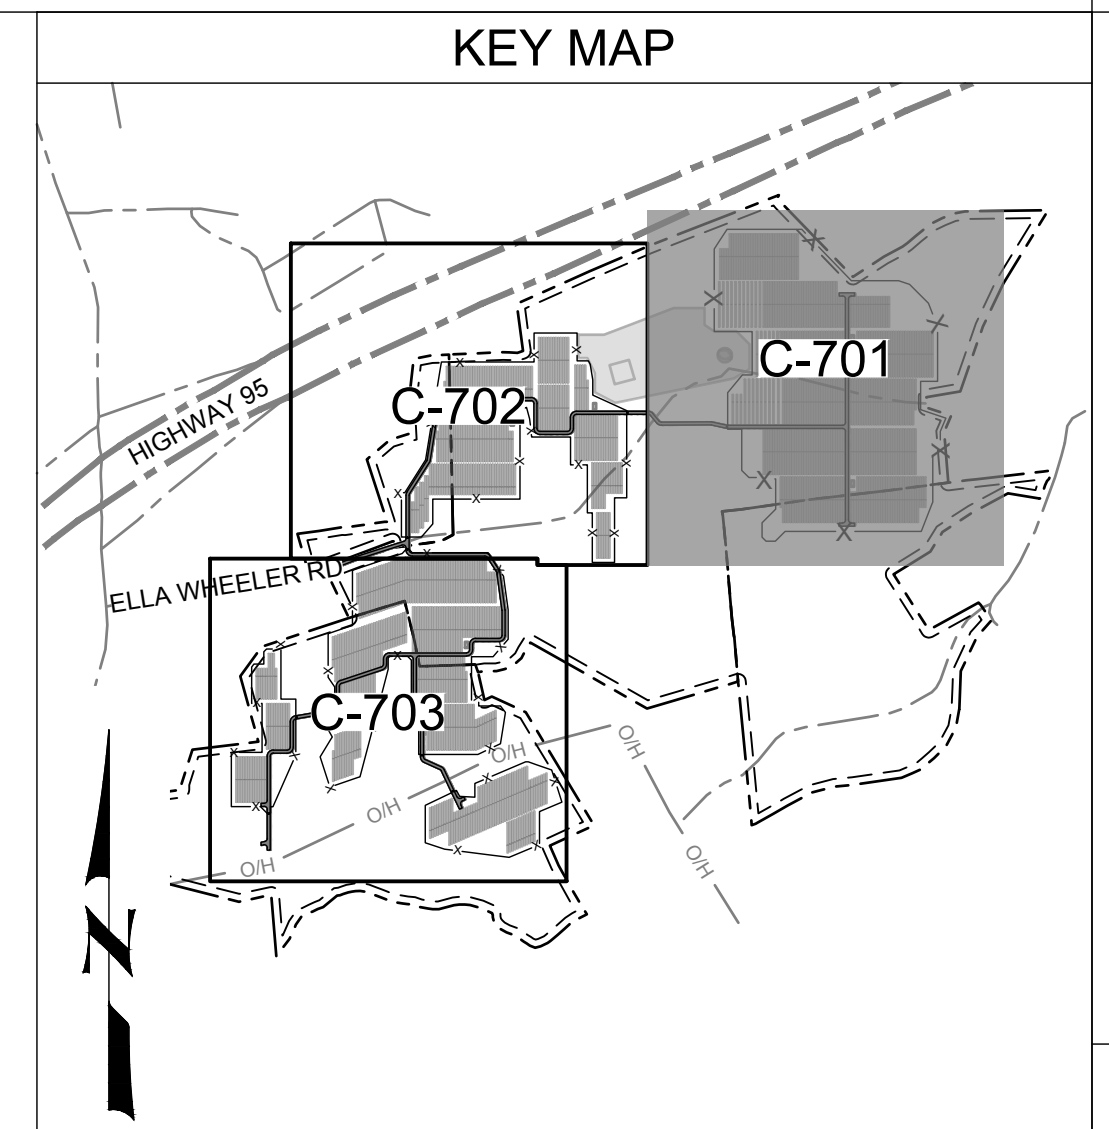 KEY MAP
C-701
C-702
HIGHWAY 95
ELLA WHEELER RD
C-703
O/H
O/H
O/H
O/H
O/H
N